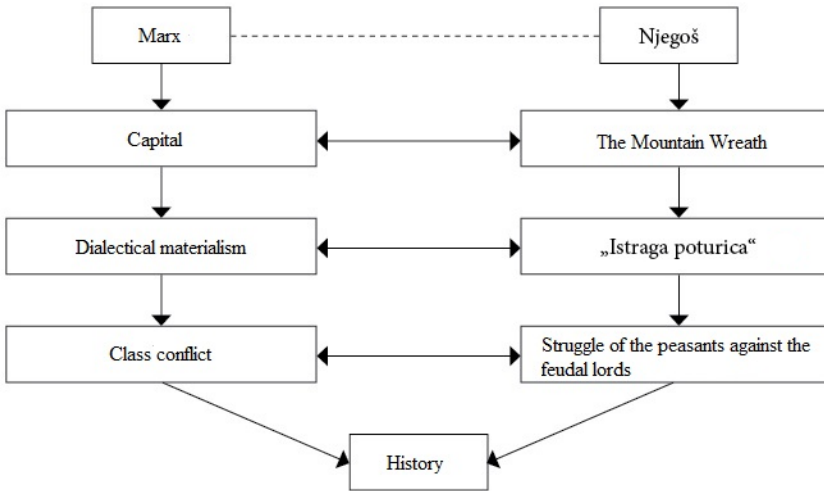 Marx
Njegoš
Capital
The Mountain Wreath
Dialectical materialism
„Istraga poturica“
Class conflict
Struggle of the peasants against the
feudal lords
History